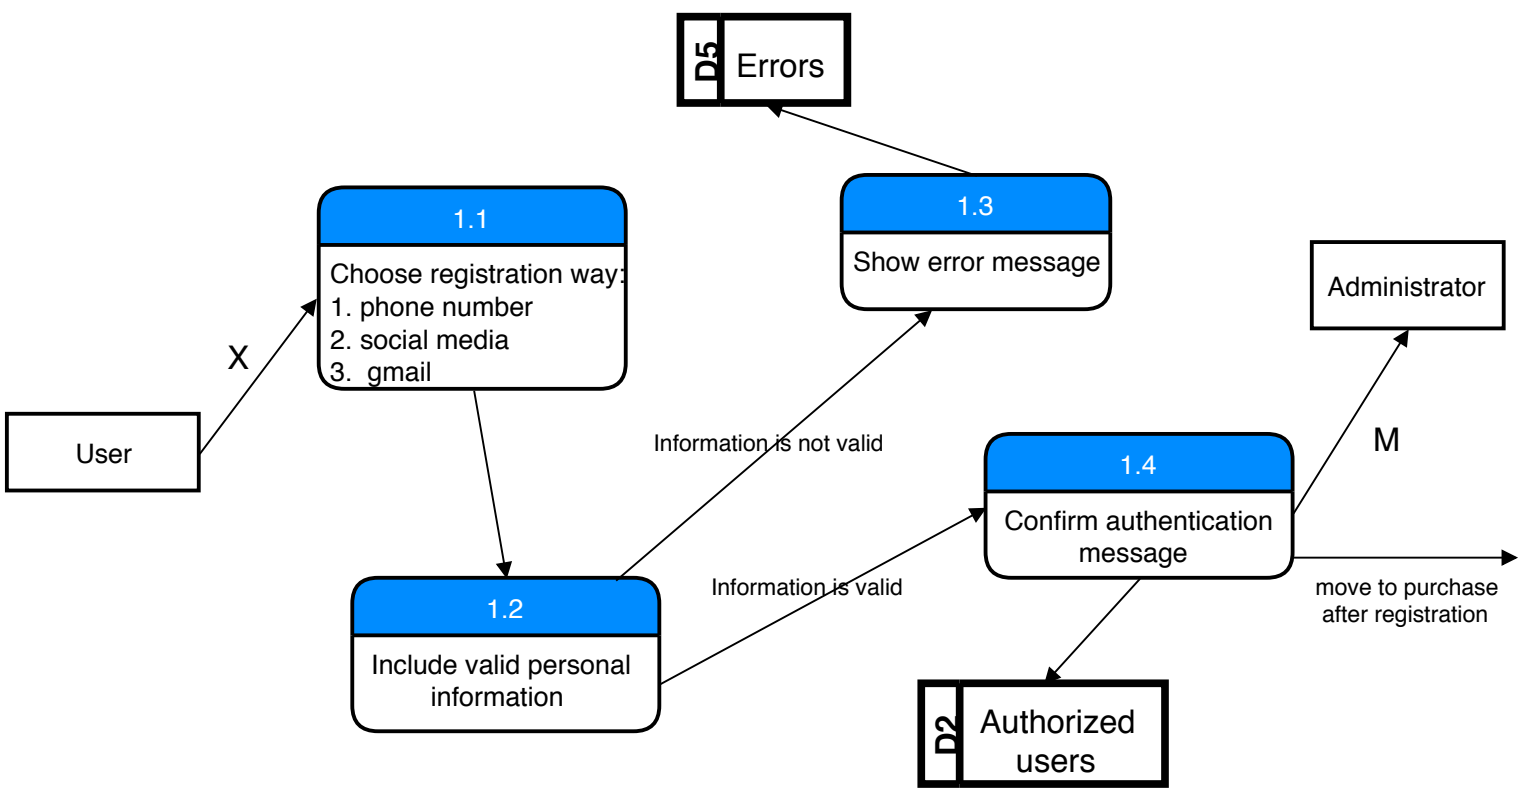 D5
Errors
1.1
Choose registration way:
1. phone number
2. social media
3. gmail
1.3
Show error message
Administrator
X
User
Information is not valid
M
1.4
Confirm authentication
message
1.2
Include valid personal
information
Information is valid
move to purchase
after registration
D2
Authorized
users